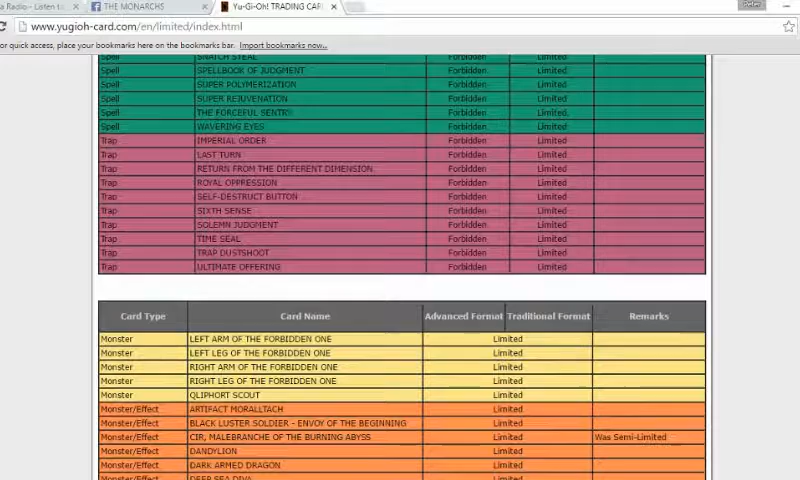 a Radio - Listen to THE MONARCHS Yu-Gi-Oh! TRADING CAR Peter
www.yugioh-card.com/en/limited/index.html
or quick access, place your bookmarks here on the bookmarks bar. Import bookmarks now...
Spell SNATCH STEAL Forbidden Limited
Spell SPELLBOOK OF JUDGMENT Forbidden Limited
Spell SUPER POLYMERIZATION Forbidden Limited
Spell SUPER REJUVENATION Forbidden Limited
Spell THE FORCEFUL SENTRY Forbidden Limited
Spell WAVERING EYES Forbidden Limited
Trap IMPERIAL ORDER Forbidden Limited
Trap LAST TURN Forbidden Limited
Trap RETURN FROM THE DIFFERENT DIMENSION Forbidden Limited
Trap ROYAL OPPRESSION Forbidden Limited
Trap SELF-DESTRUCT BUTTON Forbidden Limited
Trap SIXTH SENSE Forbidden Limited
Trap SOLEMN JUDGMENT Forbidden Limited
Trap TIME SEAL Forbidden Limited
Trap TRAP DUSTSHOOT Forbidden Limited
Trap ULTIMATE OFFERING Forbidden Limited
Card Type Card Name Advanced Format Traditional Format Remarks
Monster LEFT ARM OF THE FORBIDDEN ONE Limited
Monster LEFT LEG OF THE FORBIDDEN ONE Limited
Monster RIGHT ARM OF THE FORBIDDEN ONE Limited
Monster RIGHT LEG OF THE FORBIDDEN ONE Limited
Monster QLIPHORT SCOUT Limited
Monster/Effect ARTIFACT MORALLTACH Limited
Monster/Effect BLACK LUSTER SOLDIER - ENVOY OF THE BEGINNING Limited
Monster/Effect CIR, MALEBRANCHE OF THE BURNING ABYSS Limited Was Semi-Limited
Monster/Effect DANDYLION Limited
Monster/Effect DARK ARMED DRAGON Limited
Monster/Effect DEEP SEA DIVA Limited